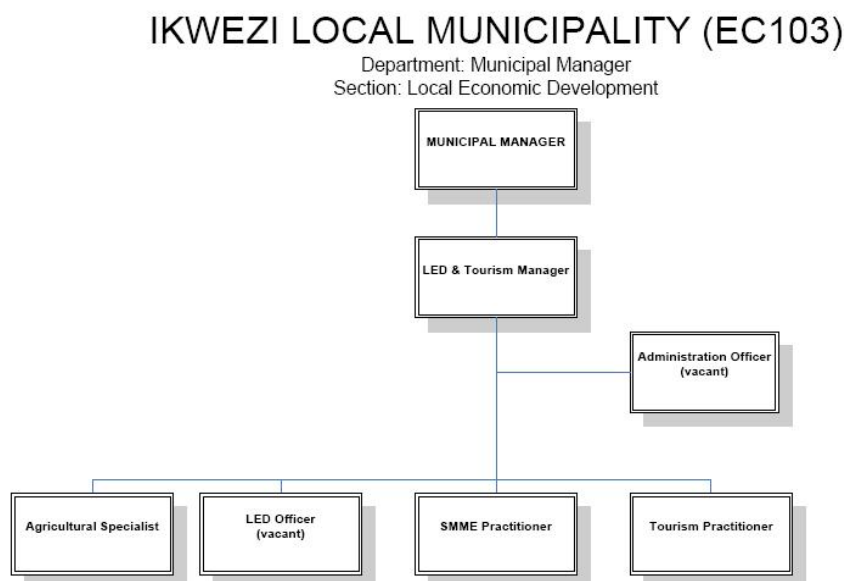 IKWEZI LOCAL MUNICIPALITY (EC103)
Department: Municipal Manager
Section: Local Economic Development
MUNICIPAL MANAGER
LED & Tourism Manager
Administration Officer
(vacant)
Agricultural Specialist
LED Officer
(vacant)
SMME Practitioner
Tourism Practitioner